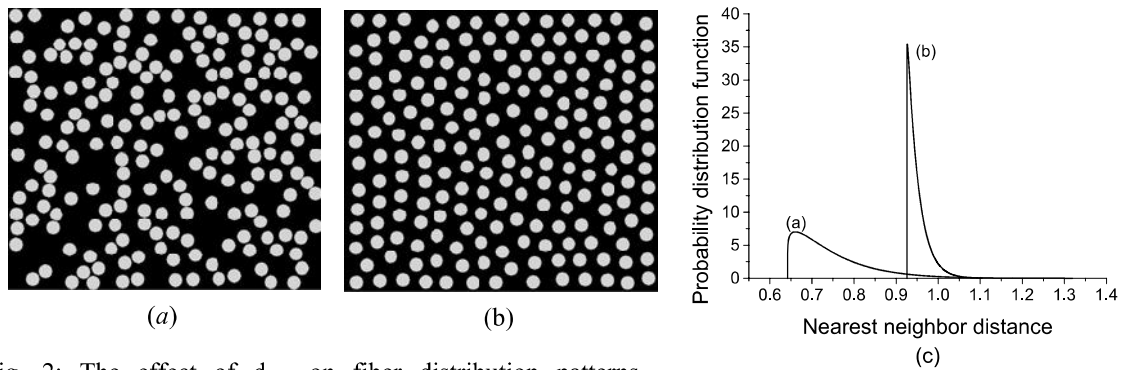 (a)
(b)
Probability distribution function
40
35
30
25
20
15
10
5
0
(b)
(a)
0.6 0.7 0.8 0.9 1.0 1.1 1.2 1.3 1.4
Nearest neighbor distance
(c)
2: The effect of on fiber distribution patterns